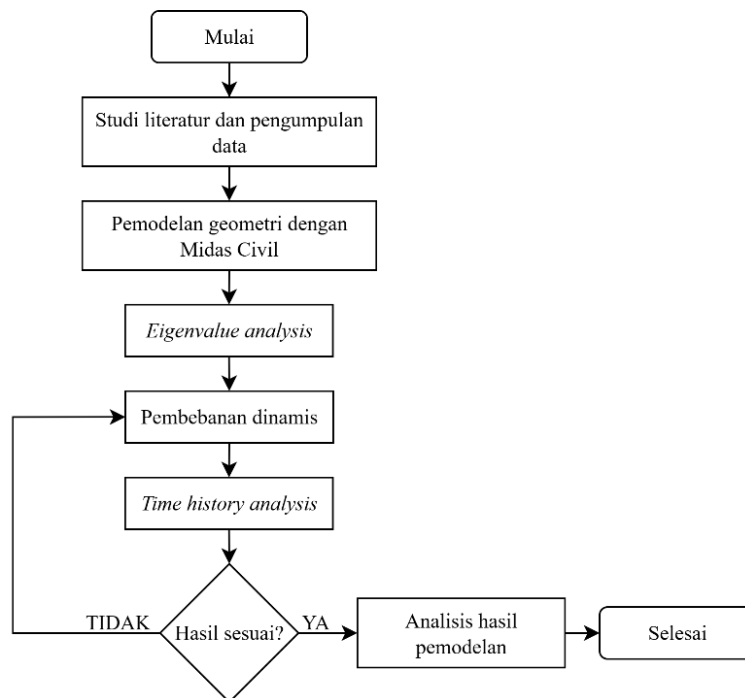 Mulai
Studi literatur dan pengumpulan
data
Pemodelan geometri dengan
Midas Civil
Eigenvalue analysis
Pembebanan dinamis
Time history analysis
TIDAK
Hasil sesuai?
YA
Analisis hasil
pemodelan
Selesai